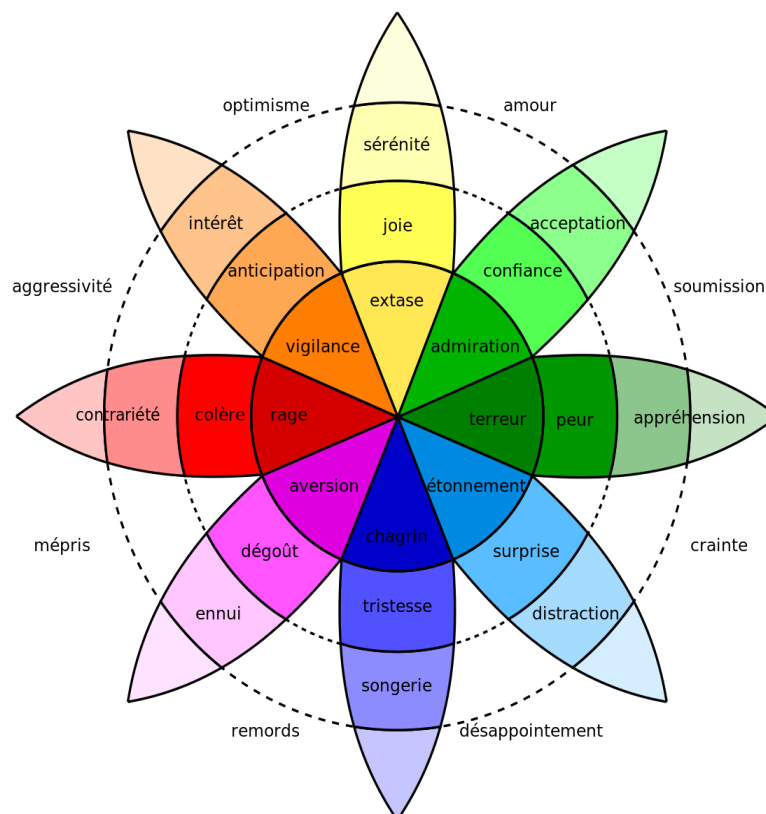 optimisme
amour
sérénité
intérêt
joie
acceptation
anticipation
confiance
aggressivité
extase
soumission
vigilance
admiration
contrariété
colère
rage
terreur
peur
appréhension
aversion
étonnement
chagrin
mépris
dégoût
surprise
crainte
tristesse
ennui
distraction
songerie
remords
désappointement